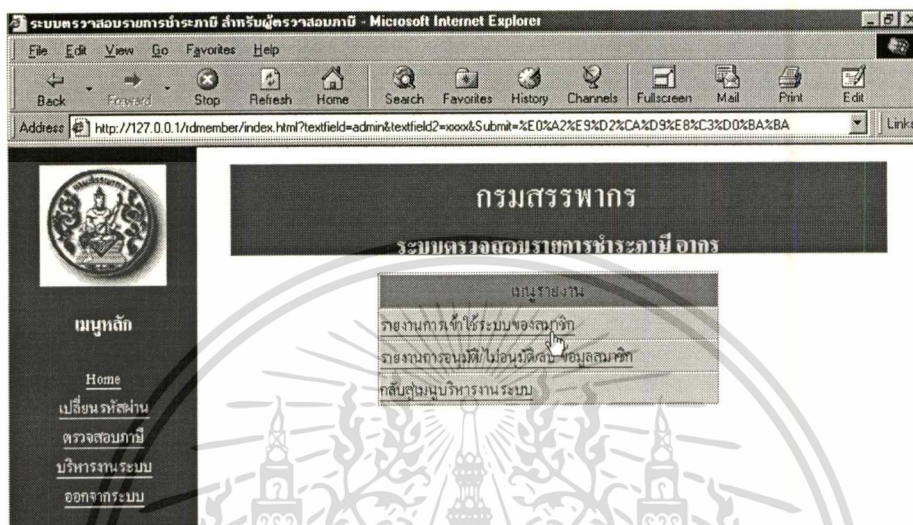 ระบบตรวจสอบรายการชำระภาษี สำหรับผู้ตรวจสอบภาษี - Microsoft Internet Explorer
File Edit View Go Favorites Help
Back Forward Stop Refresh Home Search Favorites History Channels Fullscreen Mail Print Edit
Address http://127.0.0.1/rdmember/index.html?textfield=admin&textfield2=xxxx&Submit=%E0%A2%E9%D2%CA%D9%E8%C3%D0%BA%BA Links
กรมสรรพากร
ระบบตรวจสอบรายการชำระภาษี อากร
เมนูรายงาน
รายงานการเข้าใช้ระบบของสมาชิก
รายงานการอนุมัติ/ไม่อนุมัติ/ลบ ข้อมูลสมาชิก
กลับสู่เมนูบริหารงานระบบ
เมนูหลัก
Home
เปลี่ยนรหัสผ่าน
ตรวจสอบภาษี
บริหารงานระบบ
ออกจากระบบ